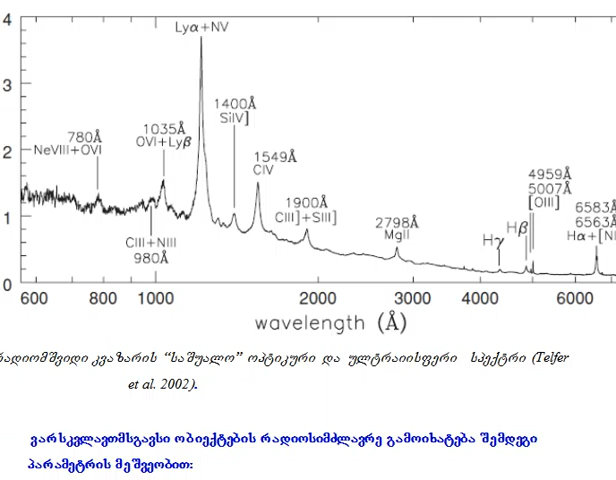 4
Lyα+NV
3
1400Å
SiIV]
780Å
NeVIII+OVI
1035Å
OVI+Lyβ
2
1549Å
CIV
4959Å
5007Å
[OIII]
1900Å
CIII]+SIII]
6583Å
6563Å
Hα+[NI
1
2798Å
MgII
Hβ
Hγ
CIII+NIII
980Å
0
600 800 1000 2000 3000 4000 6000
wavelength (Å)
რადიომშვიდი კვაზარის “საშუალო” ოპტიკური და ულტრაიისფერი სპექტრი (Telfer
et al. 2002).
ვარსკვლავთმსგავსი ობიექტების რადიოსიმძლავრე გამოიხატება შემდეგი
პარამეტრის მეშვეობით: